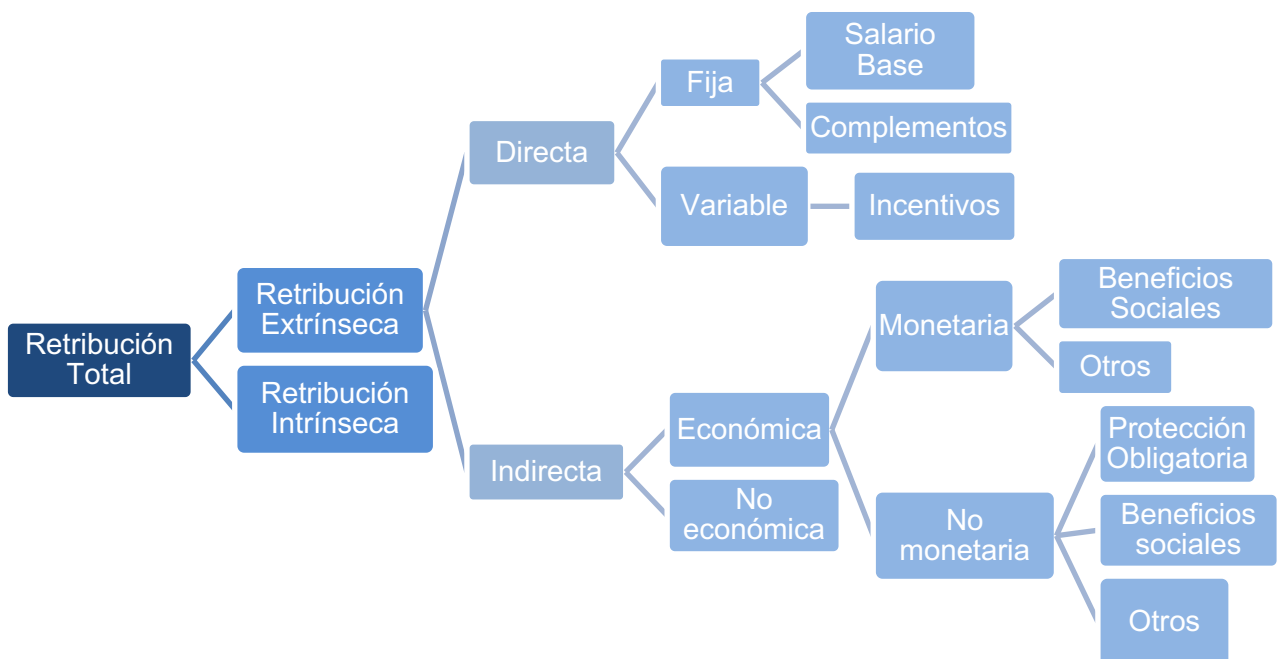 Retribución
Total
Retribución
Extrínseca
Retribución
Intrínseca
Directa
Fija
Salario
Base
Complementos
Variable
Incentivos
Indirecta
Económica
Monetaria
Beneficios
Sociales
Otros
No
monetaria
Protección
Obligatoria
Beneficios
sociales
Otros
No
económica